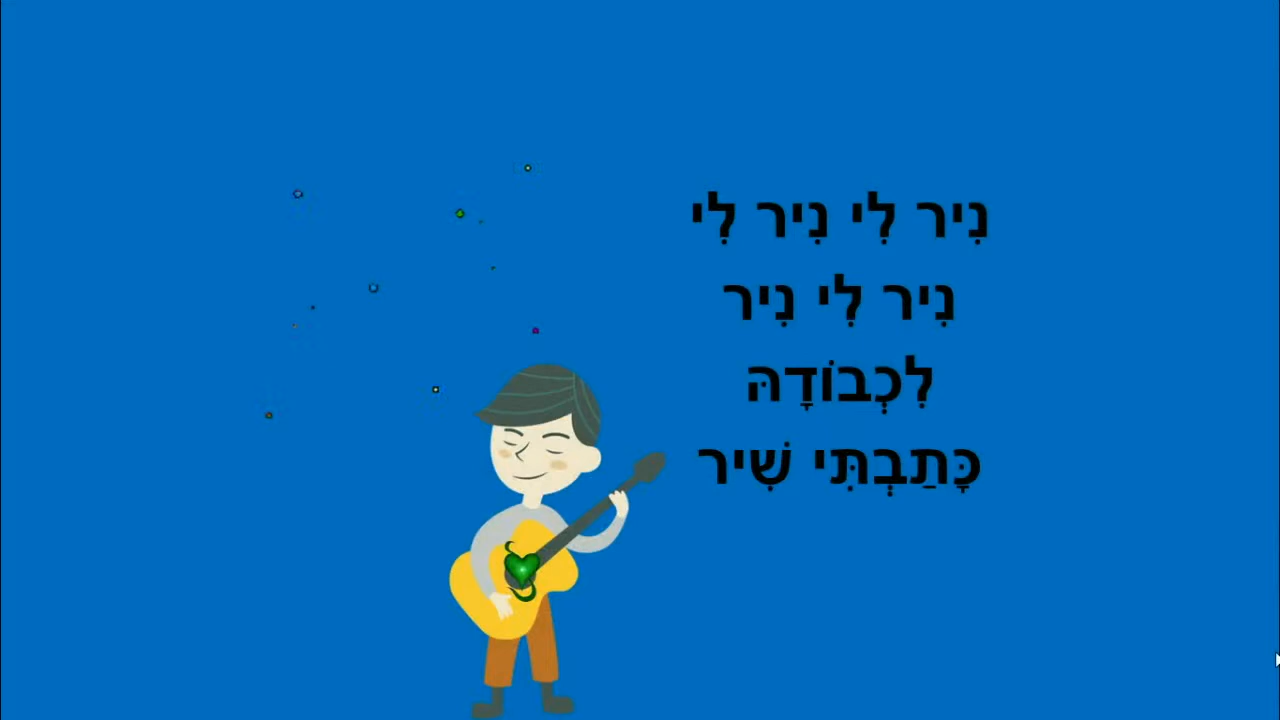 נִיר לִי נִיר לִי
נִיר לִי נִיר
לִכְבוֹדָהּ
כָּתַבְתִּי שִׁיר